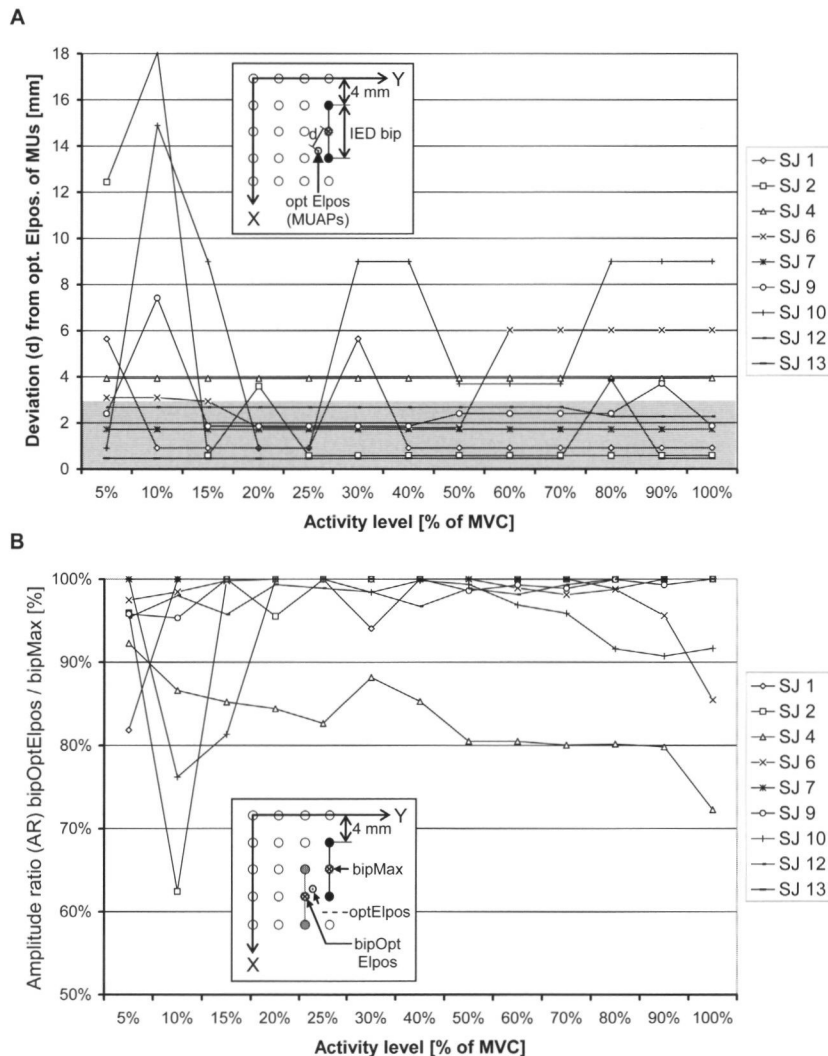 A
Deviation (d) from opt. Elpos. of MUs [mm]
18
16
14
12
10
8
6
4
2
0
Y
4 mm
d
IED bip
opt Elpos
(MUAPs)
X
SJ 1
SJ 2
SJ 4
SJ 6
SJ 7
SJ 9
SJ 10
SJ 12
SJ 13
5% 10% 15% 20% 25% 30% 40% 50% 60% 70% 80% 90% 100%
Activity level [% of MVC]
B
Amplitude ratio (AR) bipOptElpos / bipMax [%]
100%
90%
80%
70%
60%
50%
Y
4 mm
bipMax
optElpos
bipOpt
Elpos
X
SJ 1
SJ 2
SJ 4
SJ 6
SJ 7
SJ 9
SJ 10
SJ 12
SJ 13
5% 10% 15% 20% 25% 30% 40% 50% 60% 70% 80% 90% 100%
Activity level [% of MVC]